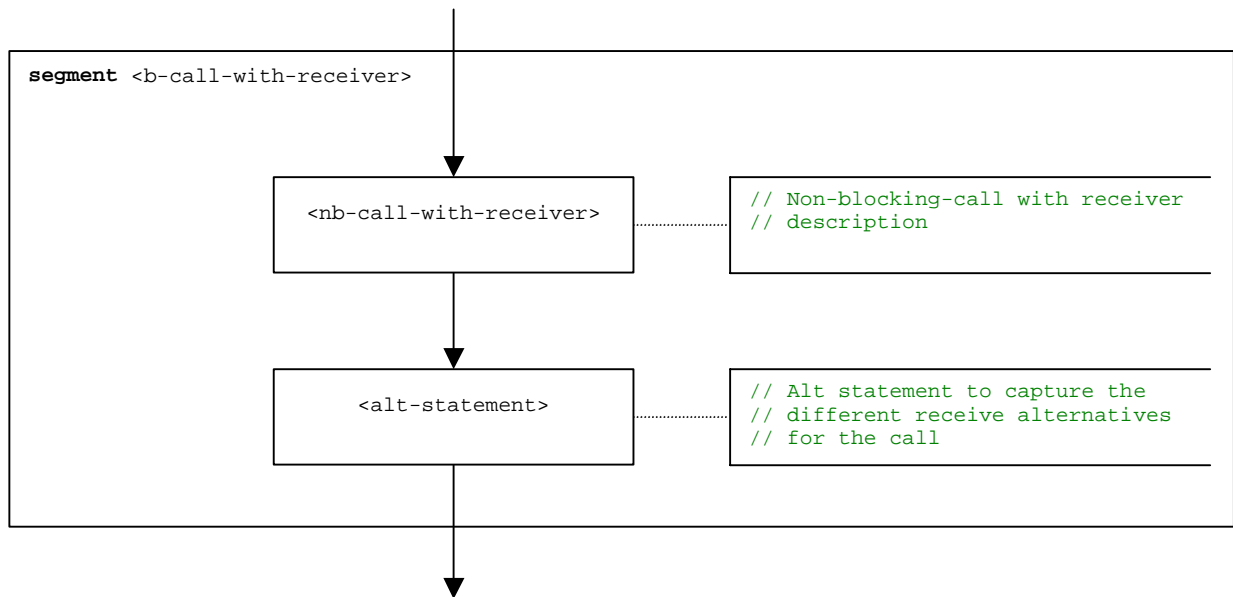 segment <b-call-with-receiver>
<nb-call-with-receiver>
// Non-blocking-call with receiver
// description
<alt-statement>
// Alt statement to capture the
// different receive alternatives
// for the call